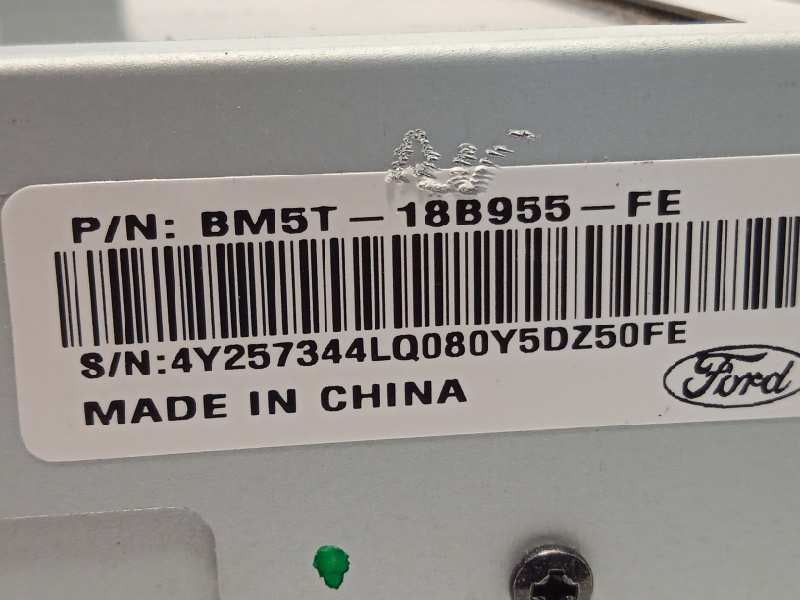 P/N: BM5T-18B955-FE
S/N:4Y257344LQ080Y5DZ50FE
Ford
MADE IN CHINA